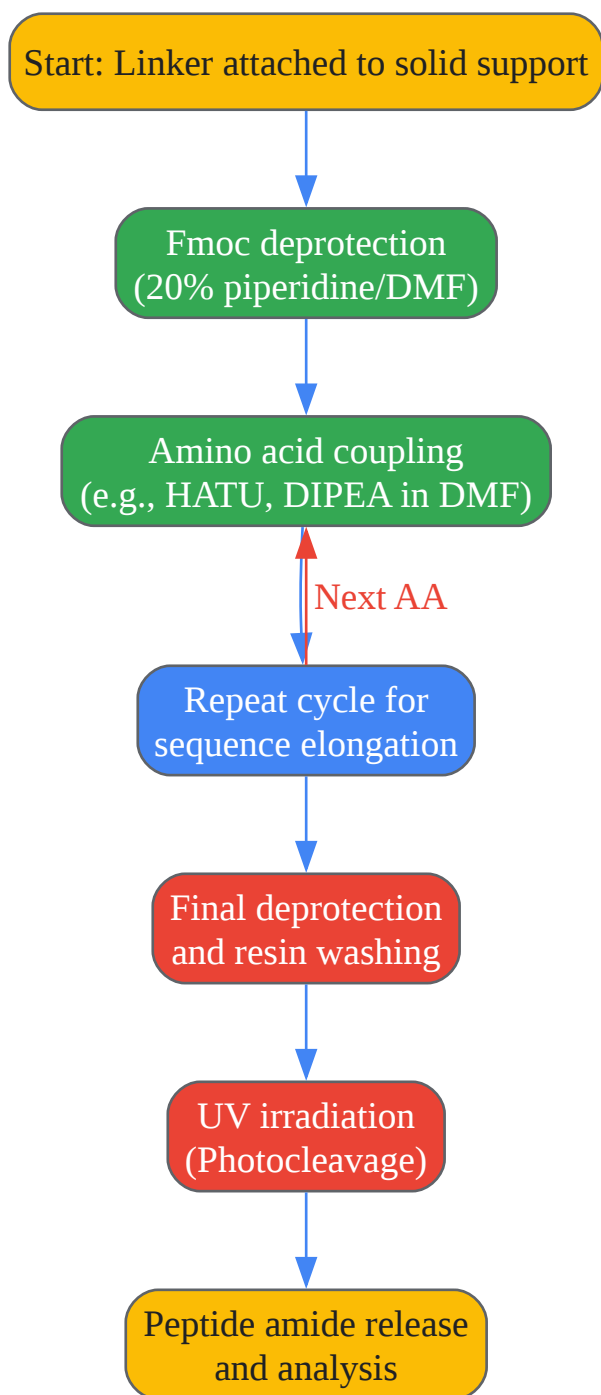 Start: Linker attached to solid support
Fmoc deprotection
(20% piperidine/DMF)
Amino acid coupling
(e.g., HATU, DIPEA in DMF)
Next AA
Repeat cycle for
sequence elongation
Final deprotection
and resin washing
UV irradiation
(Photocleavage)
Peptide amide release
and analysis